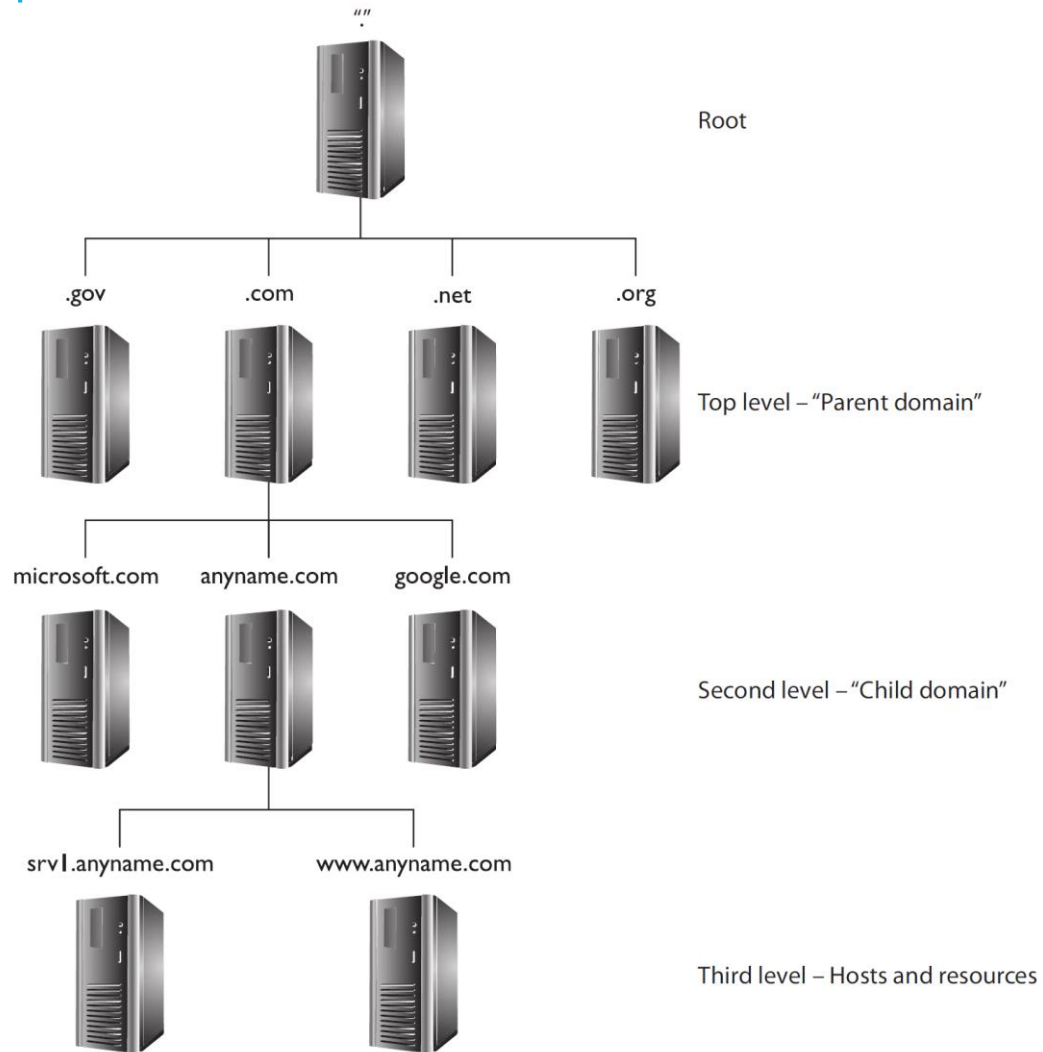 “.”
Root
.gov
.com
.net
.org
Top level – “Parent domain”
microsoft.com
anyname.com
google.com
Second level – “Child domain”
srv1.anyname.com
www.anyname.com
Third level – Hosts and resources